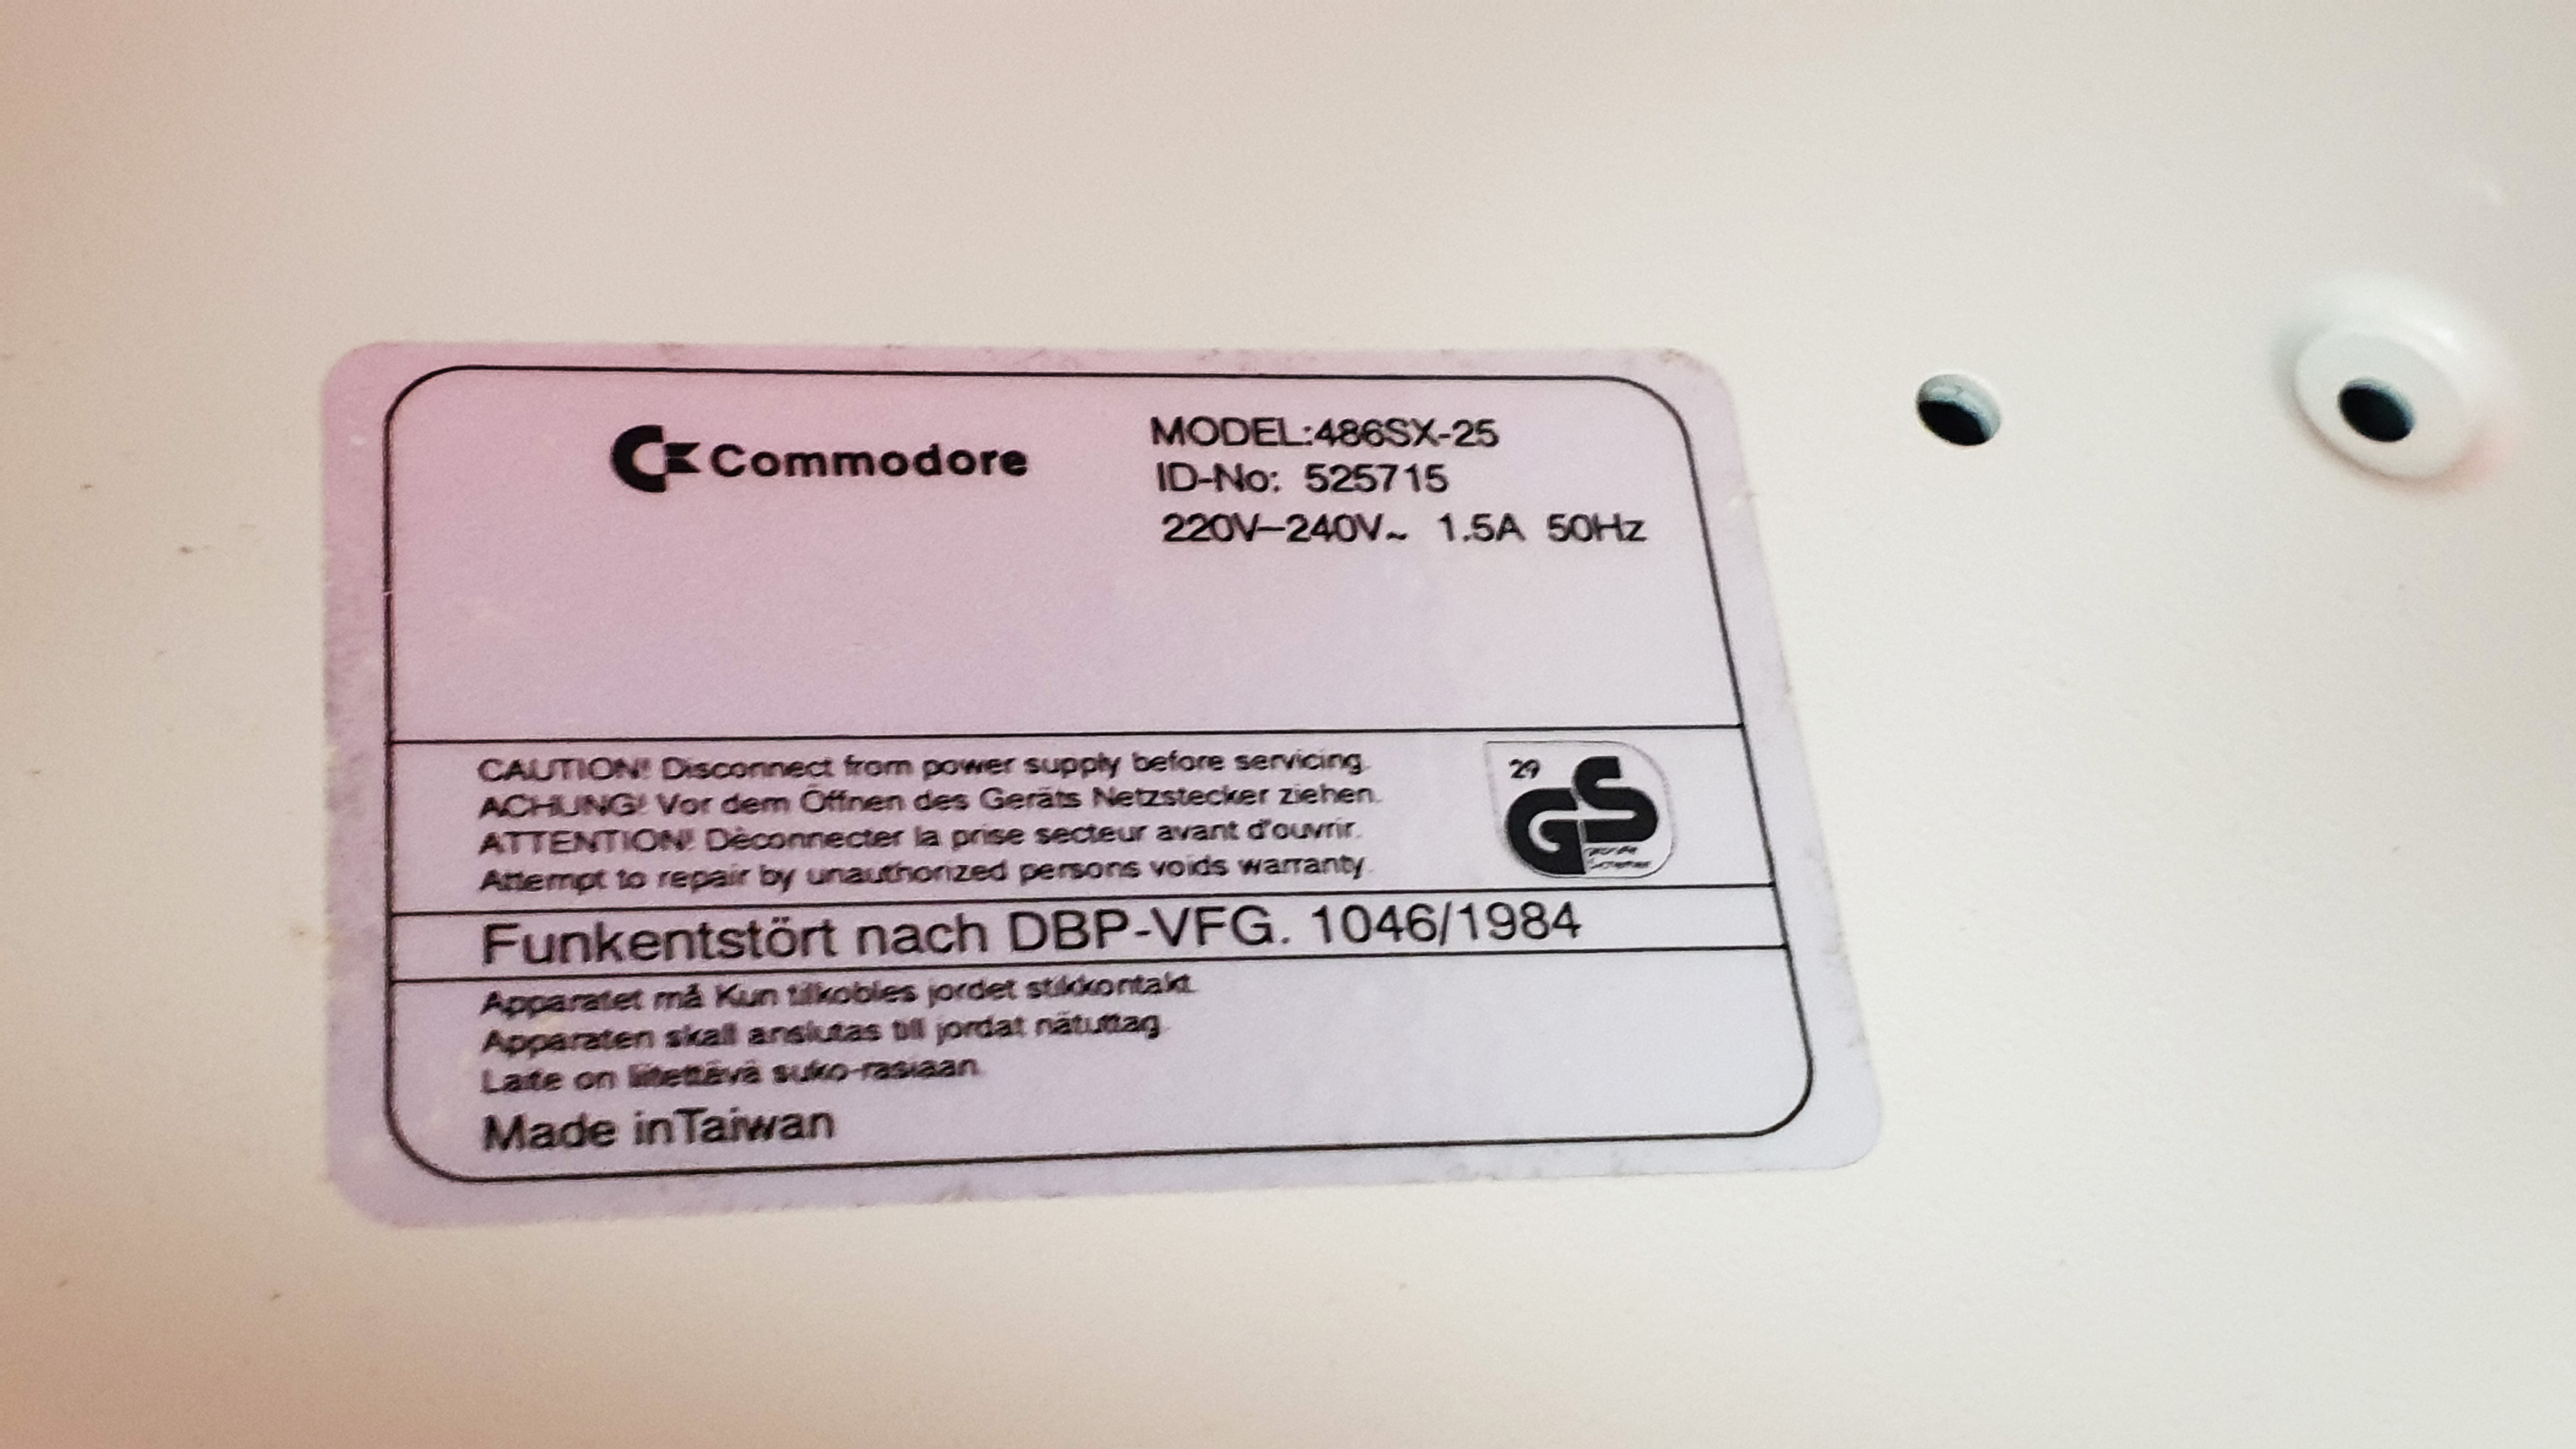 Commodore
MODEL:486SX-25
ID-No: 525715
220V-240V~ 1.5A 50Hz
CAUTION! Disconnect from power supply before servicing.
ACHUNG! Vor dem Öffnen des Geräts Netzstecker ziehen.
ATTENTION! Dèconnecter la prise secteur avant d'ouvrir.
Attempt to repair by unauthorized persons voids warranty.
29
GS
Funkentstört nach DBP-VFG. 1046/1984
Apparatet må Kun tilkobles jordet stikkontakt.
Apparaten skall anslutas till jordat nätuttag.
Laite on liitettävä suko-rasiaan.
Made inTaiwan